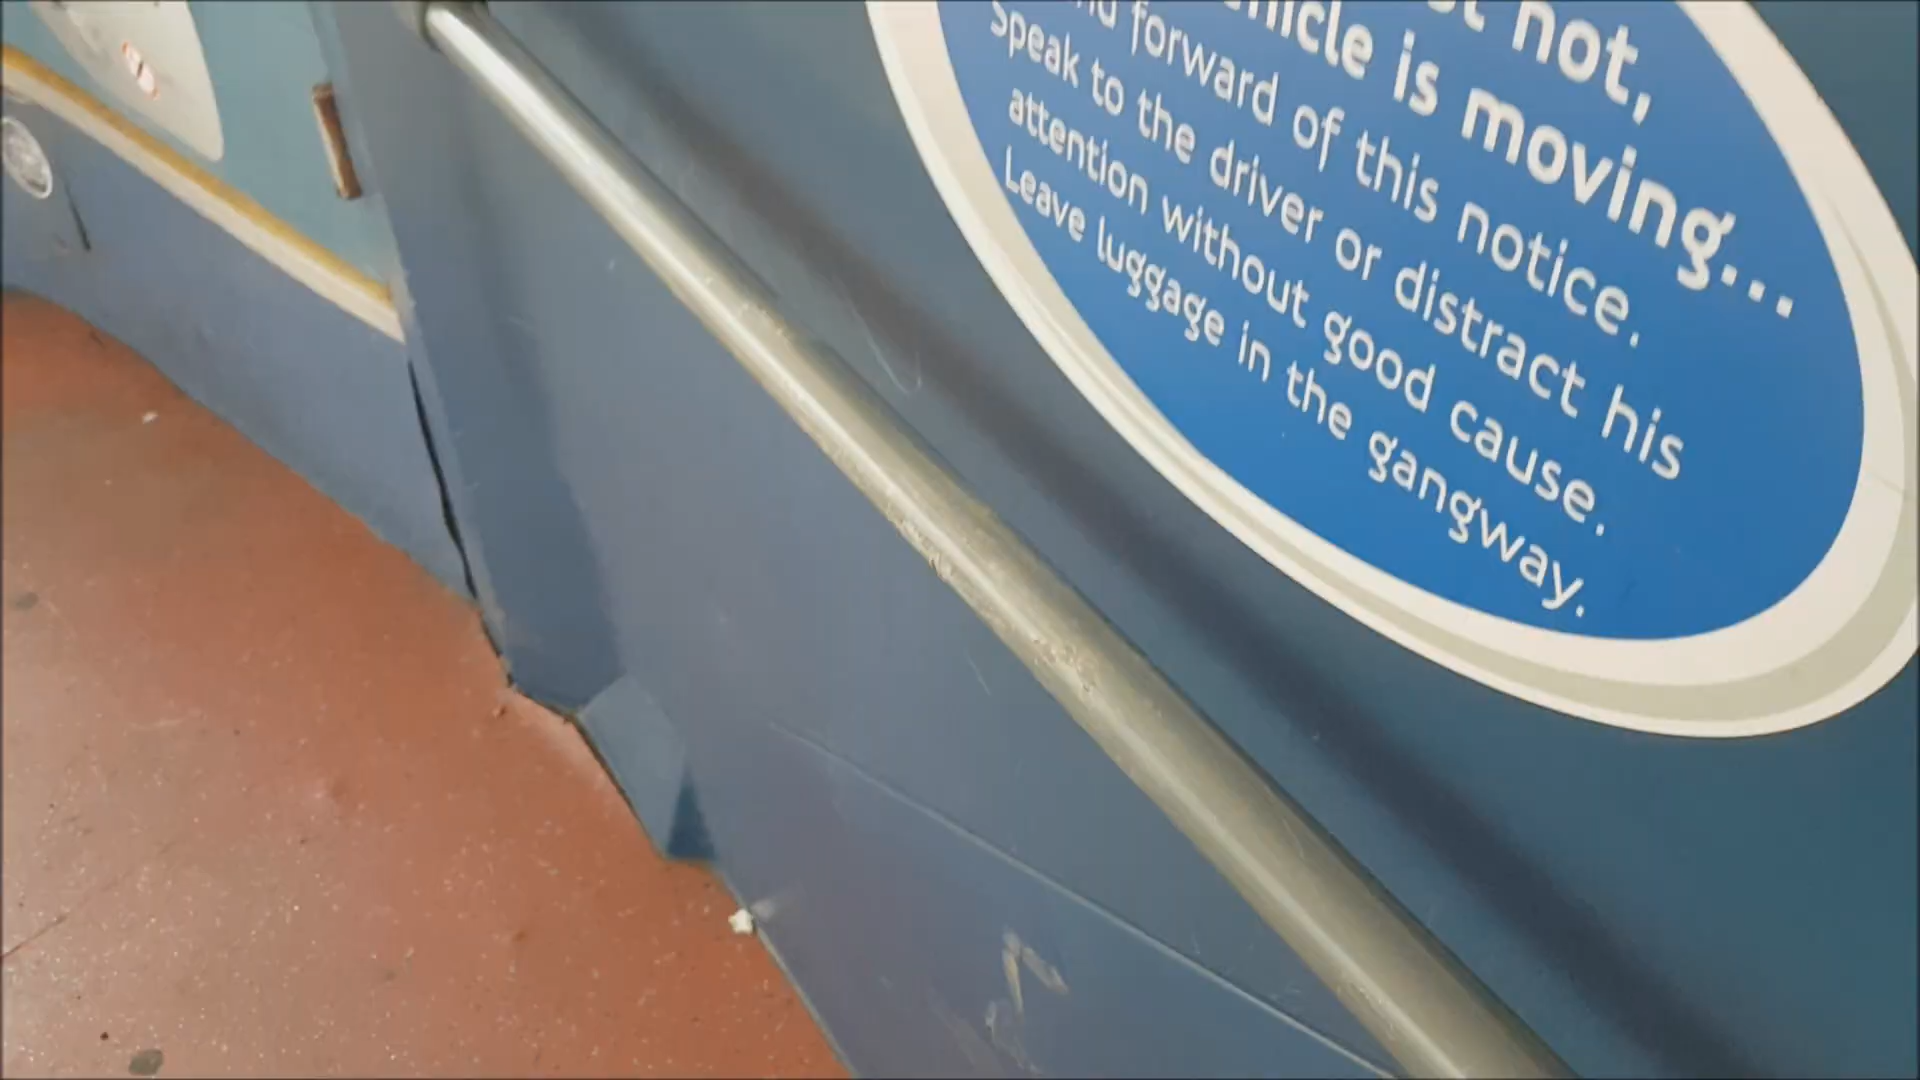 not,
is moving...
forward of this notice.
Speak to the driver or distract his
attention without good cause.
Leave luggage in the gangway.